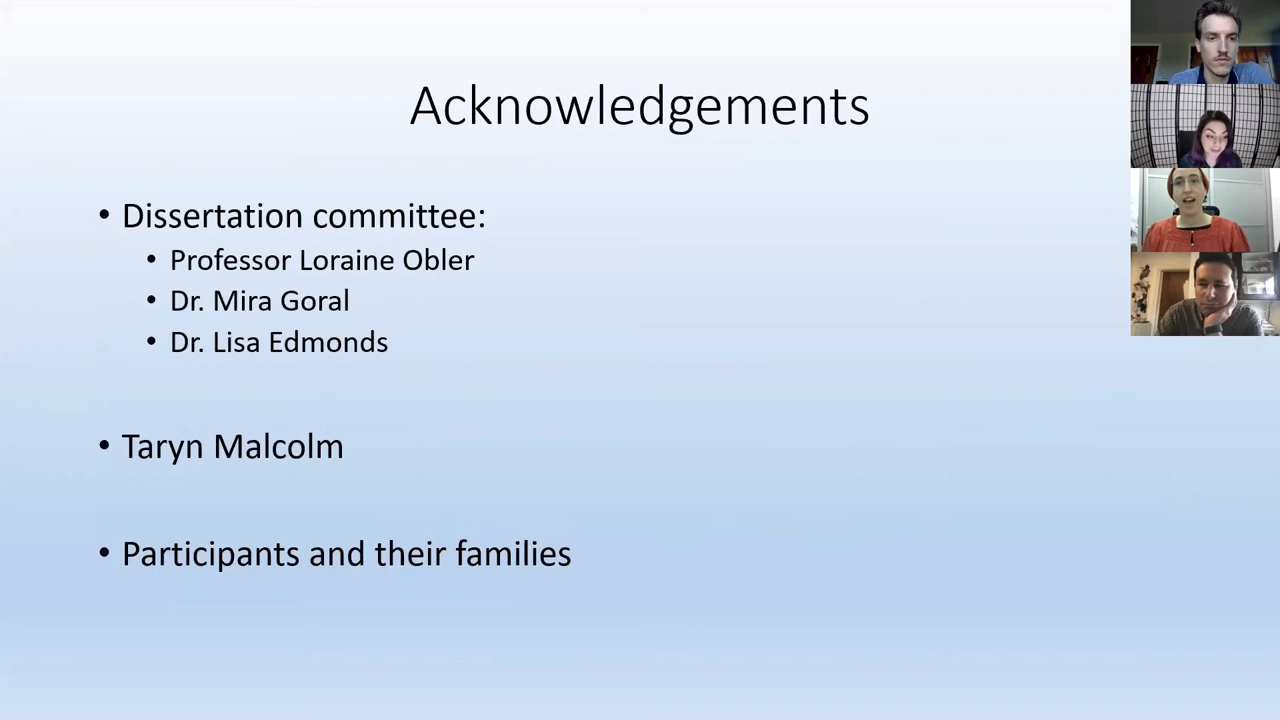 Acknowledgements
• Dissertation committee:
• Professor Loraine Obler
• Dr. Mira Goral
• Dr. Lisa Edmonds
• Taryn Malcolm
• Participants and their families